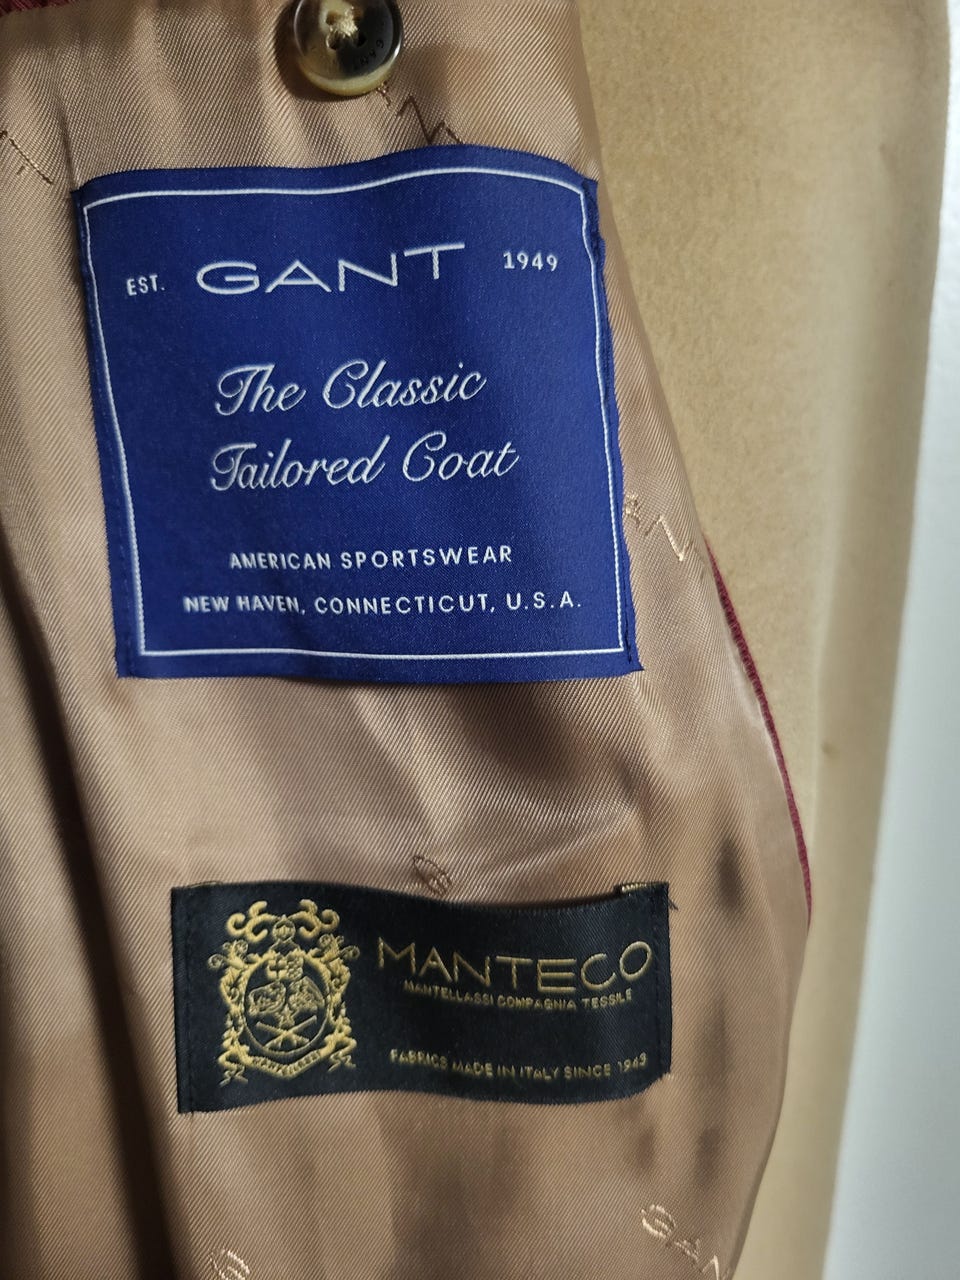 EST. GANT 1949
The Classic
Tailored Coat
AMERICAN SPORTSWEAR
NEW HAVEN, CONNECTICUT, U.S.A.
MANTECO
MANTELLASSI COMPAGNIA TESSILE
FABRICS MADE IN ITALY SINCE 1943
GAN